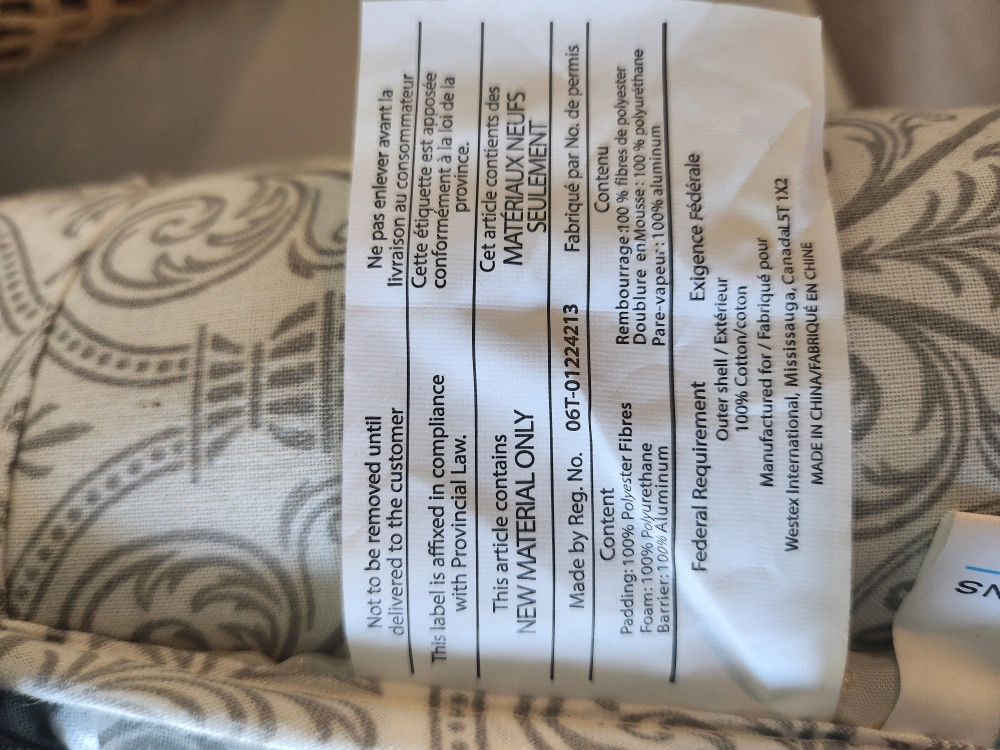 Not to be removed until
delivered to the customer
Ne pas enlever avant la
livraison au consommateur
This label is affixed in compliance
with Provincial Law.
Cette étiquette est apposée
conformément à la loi de la
province.
This article contains
NEW MATERIAL ONLY
Cet article contient des
MATÉRIAUX NEUFS
SEULEMENT
Made by Reg. No. 06T-01224213 Fabriqué par No. de permis
Content
Padding: 100% Polyester Fibres
Foam: 100% Polyurethane
Barrier: 100% Aluminum
Contenu
Rembourrage:100 % fibres de polyester
Doublure en Mousse : 100 % polyuréthane
Pare-vapeur : 100% aluminum
Federal Requirement Exigence Fédérale
Outer shell / Extérieur
100% Cotton/coton
Manufactured for / Fabriqué pour
Westex International, Mississauga, CanadaL5T 1X2
MADE IN CHINA/FABRIQUÉ EN CHINE